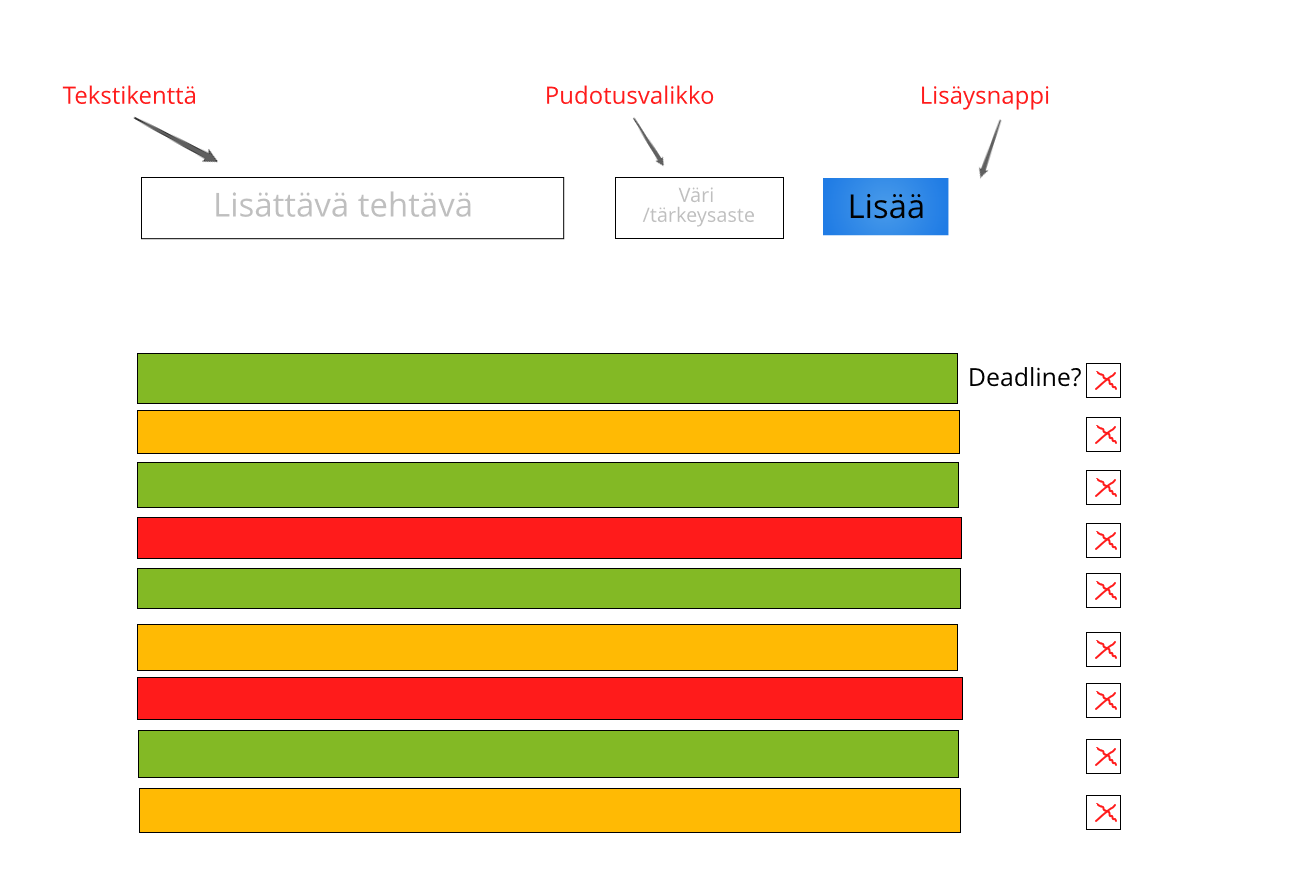 Tekstikenttä
Pudotusvalikko
Lisäysnappi
Lisättävä tehtävä
Väri
/tärkeysaste
Lisää
Deadline?